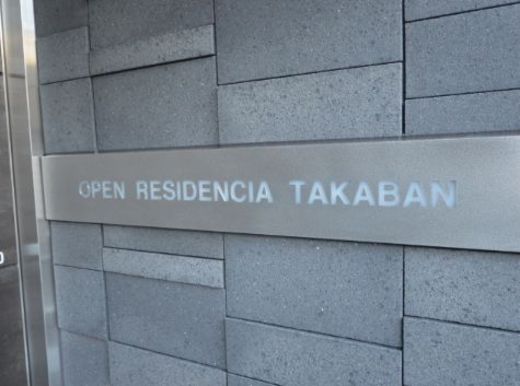 OPEN RESIDENCIA TAKABAN